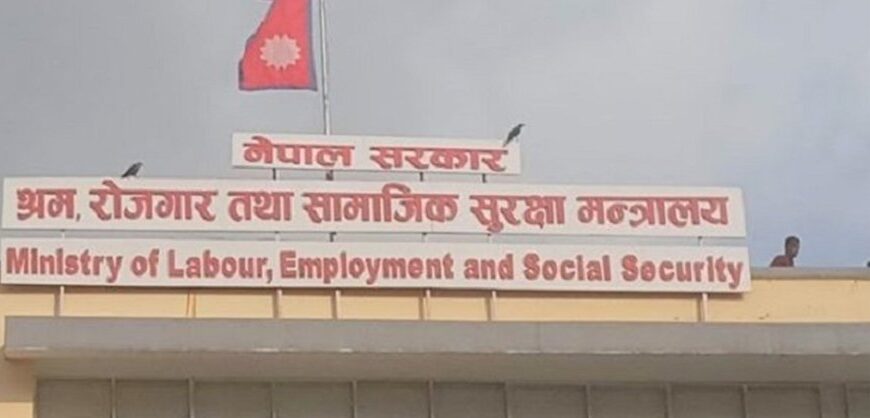 नेपाल सरकार
श्रम, रोजगार तथा सामाजिक सुरक्षा मन्त्रालय
Ministry of Labour, Employment and Social Security